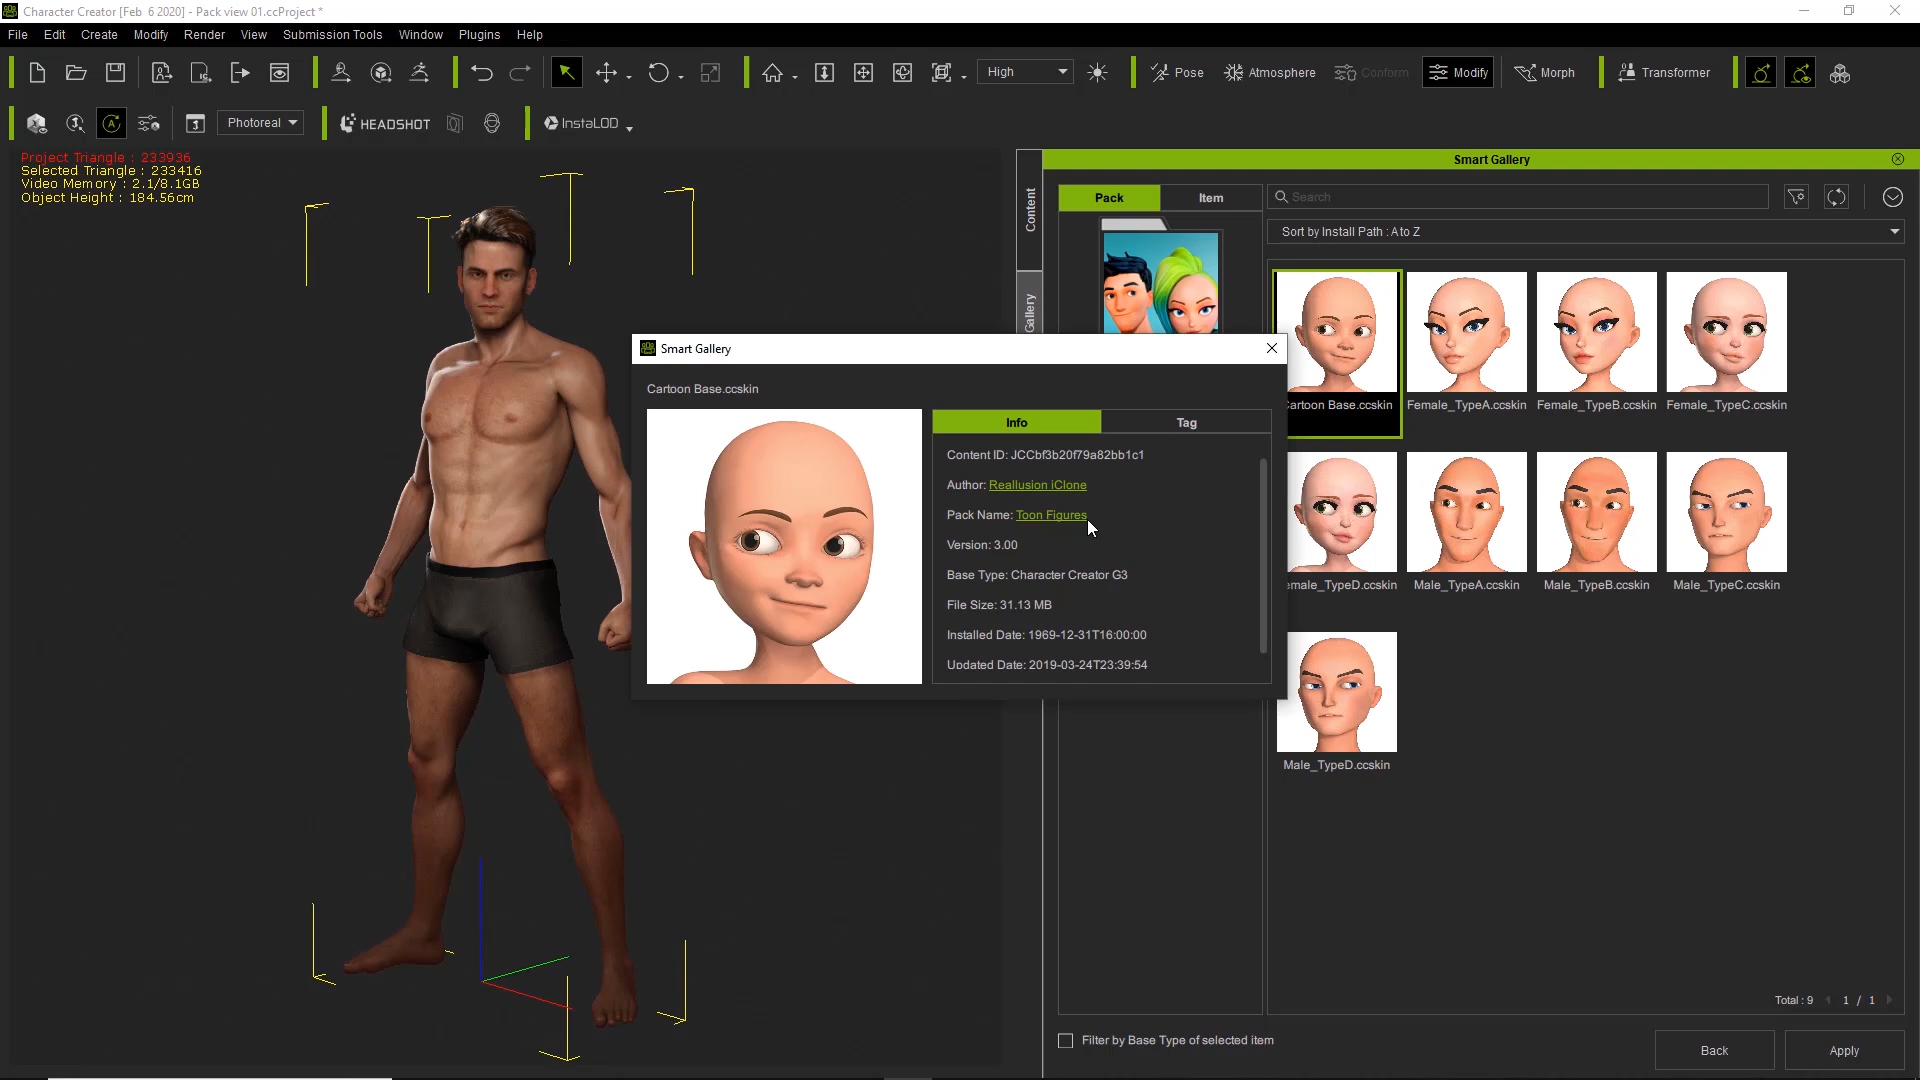 Character Creator [Feb  6 2020] - Pack view 01.ccProject *
File Edit Create Modify Render View Submission Tools Window Plugins Help
High Pose Atmosphere Conform Modify Morph Transformer
Photoreal HEADSHOT InstaLOD
Project Triangle : 233936
Selected Triangle : 233416
Video Memory : 2.1/8.1GB
Object Height : 184.56cm
Content
Gallery
Smart Gallery
Pack Item Search
Sort by Install Path : A to Z
Cartoon Base.ccskin Female_TypeA.ccskin Female_TypeB.ccskin Female_TypeC.ccskin
Male_TypeA.ccskin Male_TypeB.ccskin Male_TypeC.ccskin
Male_TypeD.ccskin
Smart Gallery
Cartoon Base.ccskin
Info Tag
Content ID: JCCbf3b20f79a82bb1c1
Author: Reallusion iClone
Pack Name: Toon Figures
Version: 3.00
Base Type: Character Creator G3
File Size: 31.13 MB
Installed Date: 1969-12-31T16:00:00
Updated Date: 2019-03-24T23:39:54
Total : 9 1 / 1
Filter by Base Type of selected item
Back Apply